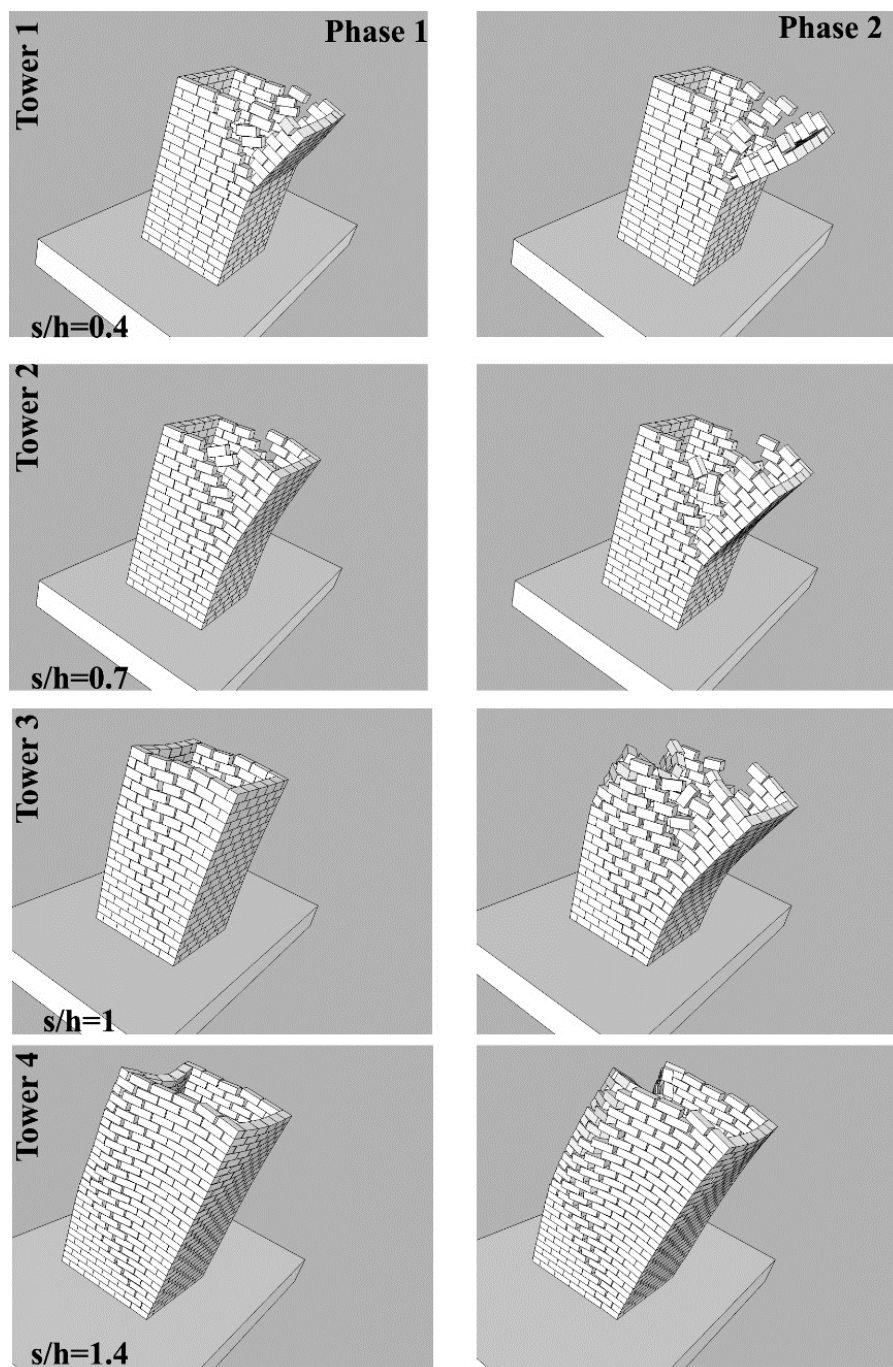 Phase 1
Phase 2
Tower 1
s/h=0.4
Tower 2
s/h=0.7
Tower 3
s/h=1
Tower 4
s/h=1.4